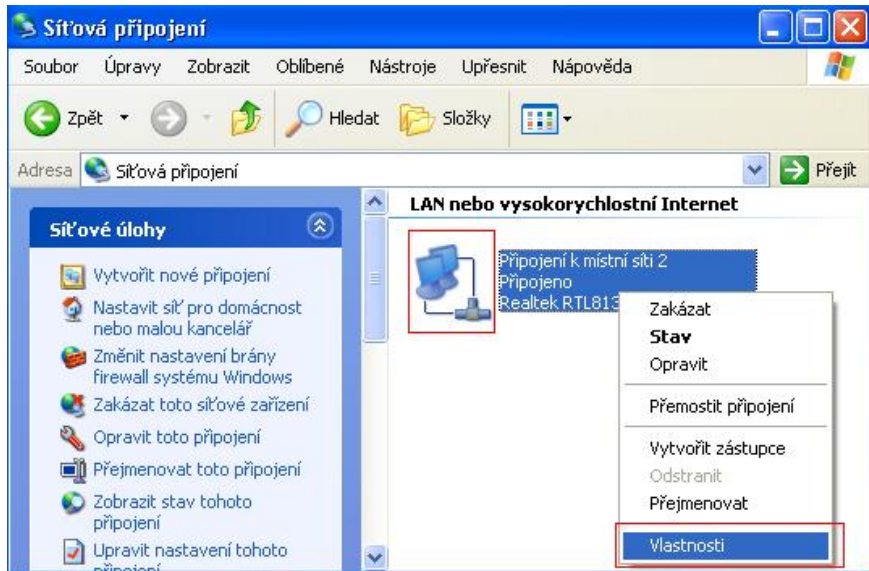 Síťová připojení
Soubor Úpravy Zobrazit Oblíbené Nástroje Upřesnit Nápověda
Zpět Hledat Složky
Adresa Síťová připojení Přejít
Síťové úlohy
Vytvořit nové připojení
Nastavit síť pro domácnost
nebo malou kancelář
Změnit nastavení brány
firewall systému Windows
Zakázat toto síťové zařízení
Opravit toto připojení
Přejmenovat toto připojení
Zobrazit stav tohoto
připojení
Upravit nastavení tohoto
připojení
LAN nebo vysokorychlostní Internet
Připojení k místní síti 2
Připojeno
Realtek RTL813
Zakázat
Stav
Opravit
Přemostit připojení
Vytvořit zástupce
Odstranit
Přejmenovat
Vlastnosti